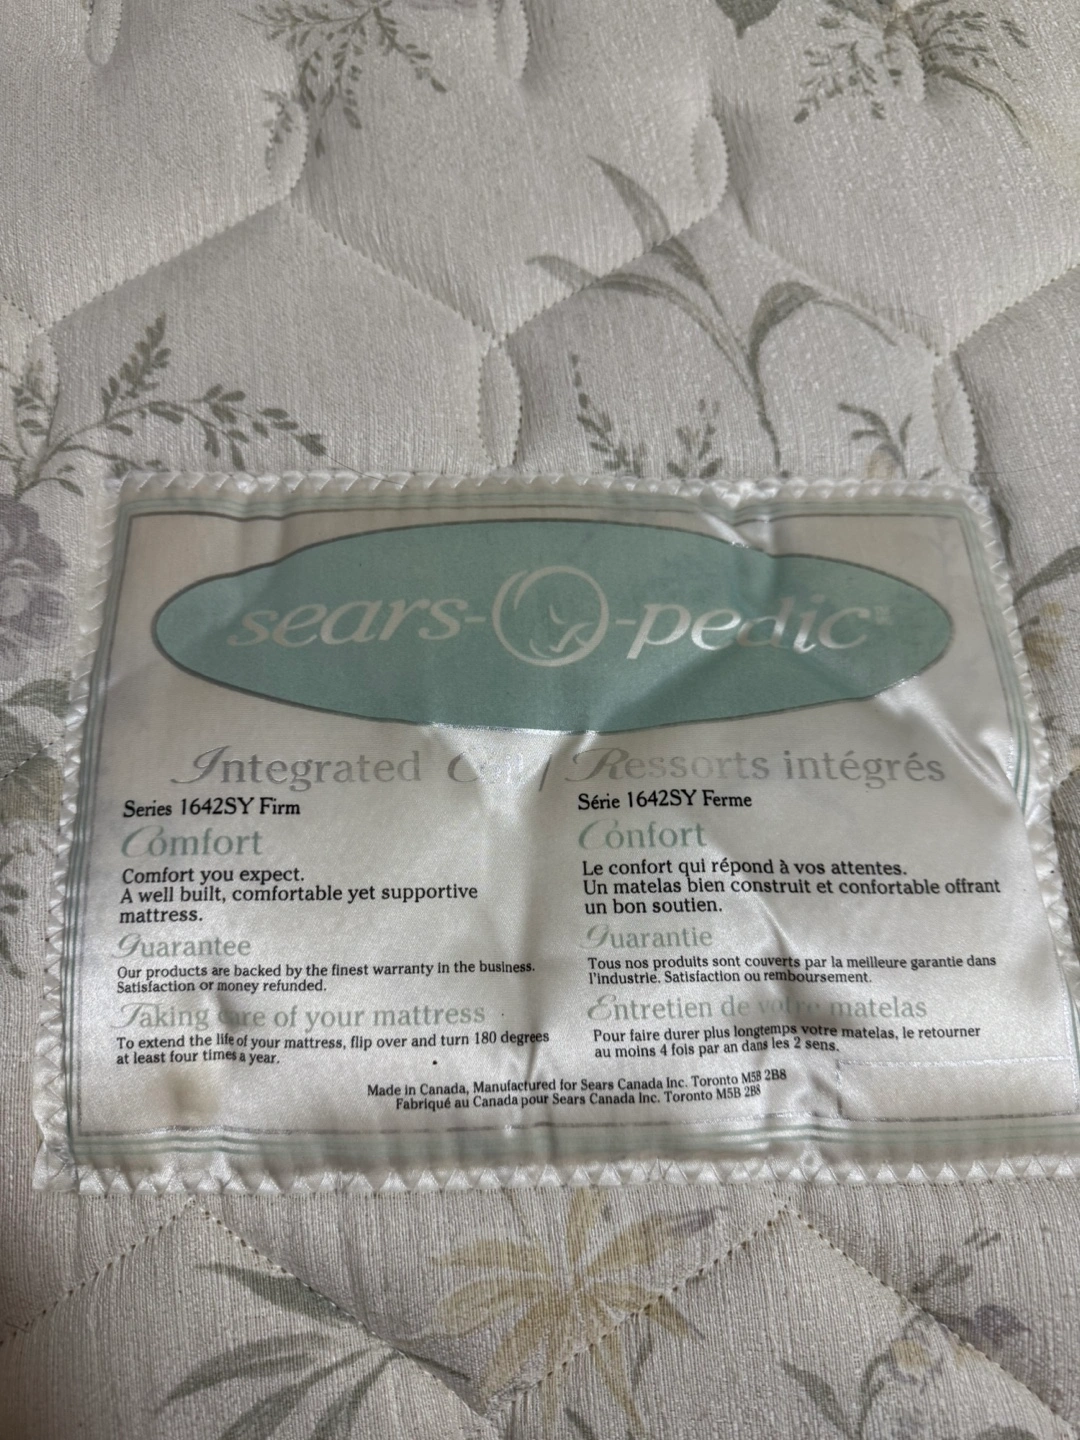 sears-O-pedic
Integrated Coil
Series 1642SY Firm
Comfort
Comfort you expect.
A well built, comfortable yet supportive
mattress.
Guarantee
Our products are backed by the finest warranty in the business.
Satisfaction or money refunded.
Taking care of your mattress
To extend the life of your mattress, flip over and turn 180 degrees
at least four times a year.
Ressorts intégrés
Série 1642SY Ferme
Confort
Le confort qui répond à vos attentes.
Un matelas bien construit et confortable offrant
un bon soutien.
Guarantie
Tous nos produits sont couverts par la meilleure garantie dans
l'industrie. Satisfaction ou remboursement.
Entretien de votre matelas
Pour faire durer plus longtemps votre matelas, le retourner
au moins 4 fois par an dans les 2 sens.
Made in Canada, Manufactured for Sears Canada Inc. Toronto M5B 2B8
Fabriqué au Canada pour Sears Canada Inc. Toronto M5B 2B8